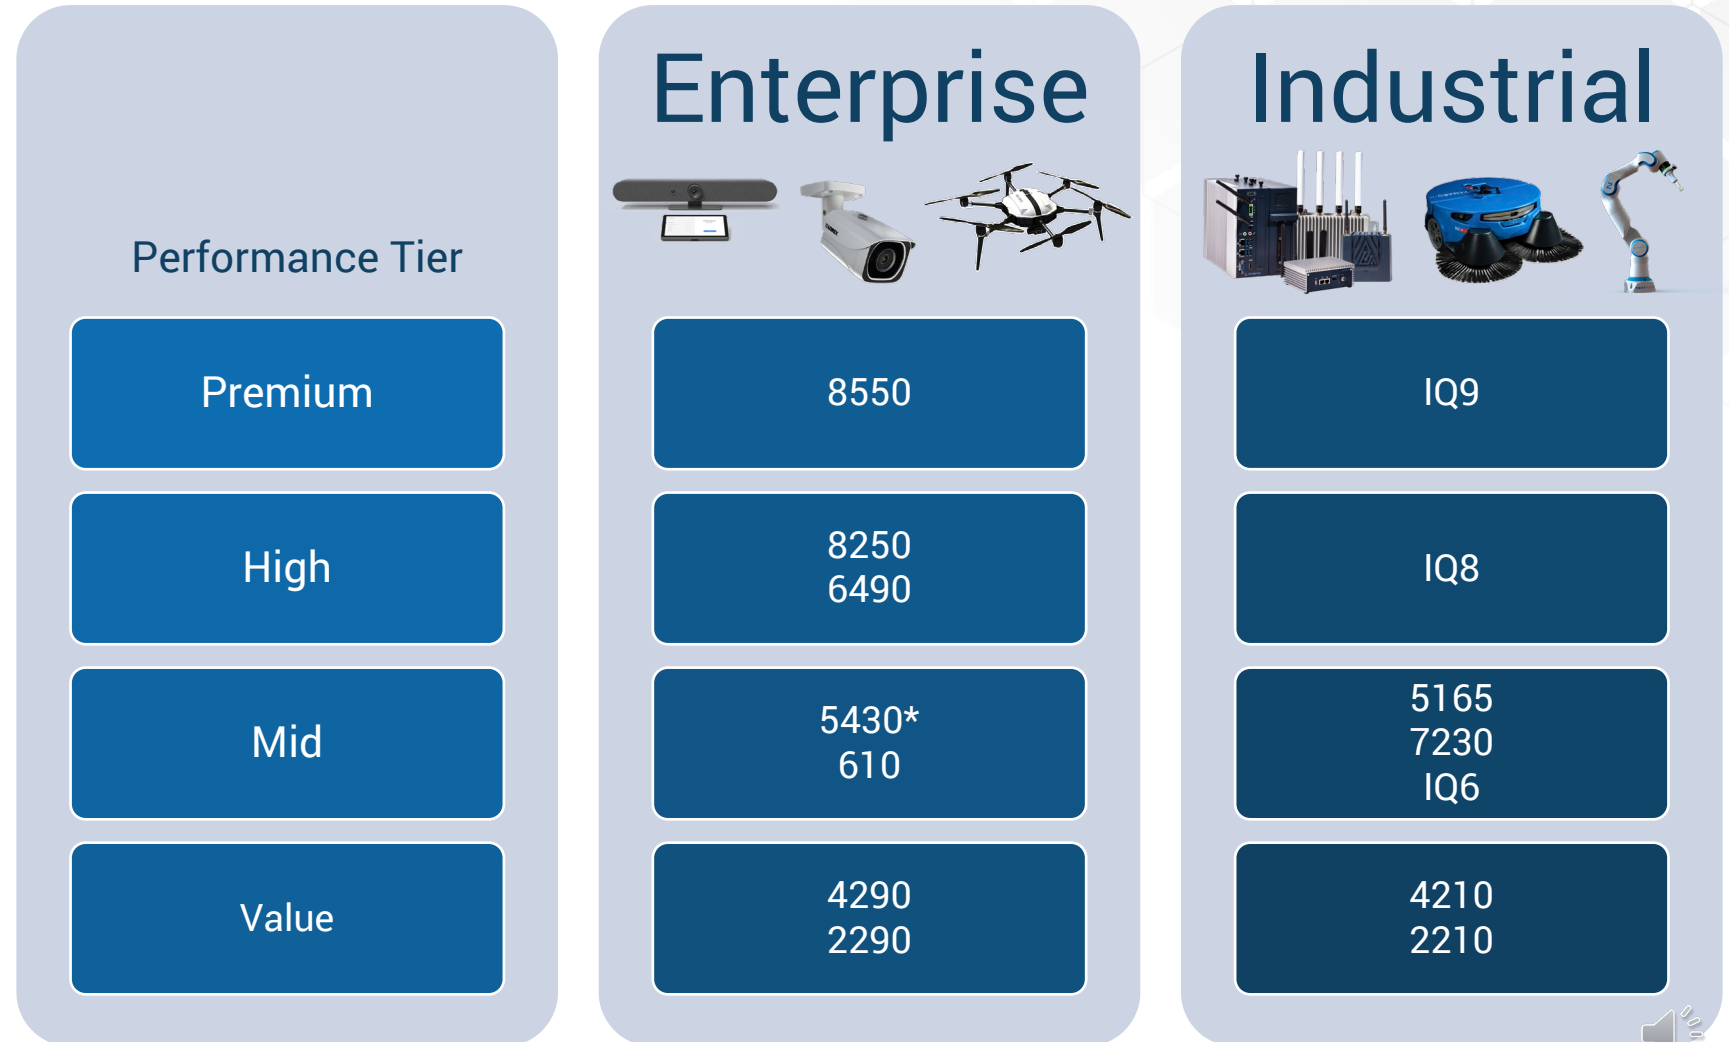 Performance Tier
Premium
High
Mid
Value
Enterprise
8550
8250
6490
5430*
610
4290
2290
Industrial
IQ9
IQ8
5165
7230
IQ6
4210
2210